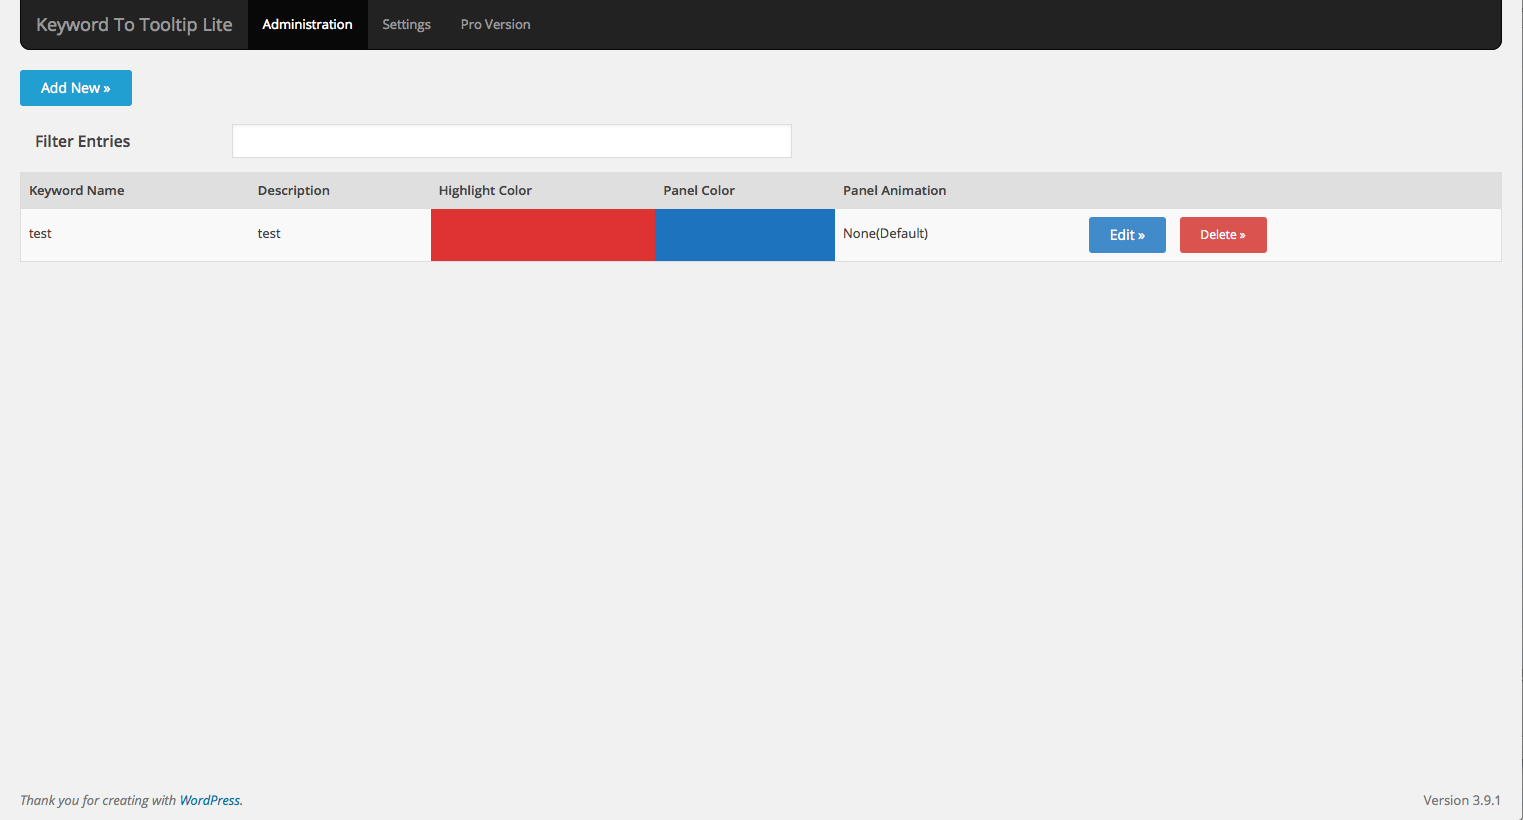 Keyword To Tooltip Lite Administration Settings Pro Version
Add New »
Filter Entries
Keyword Name Description Highlight Color Panel Color Panel Animation
test test None(Default) Edit » Delete »
Thank you for creating with WordPress. Version 3.9.1